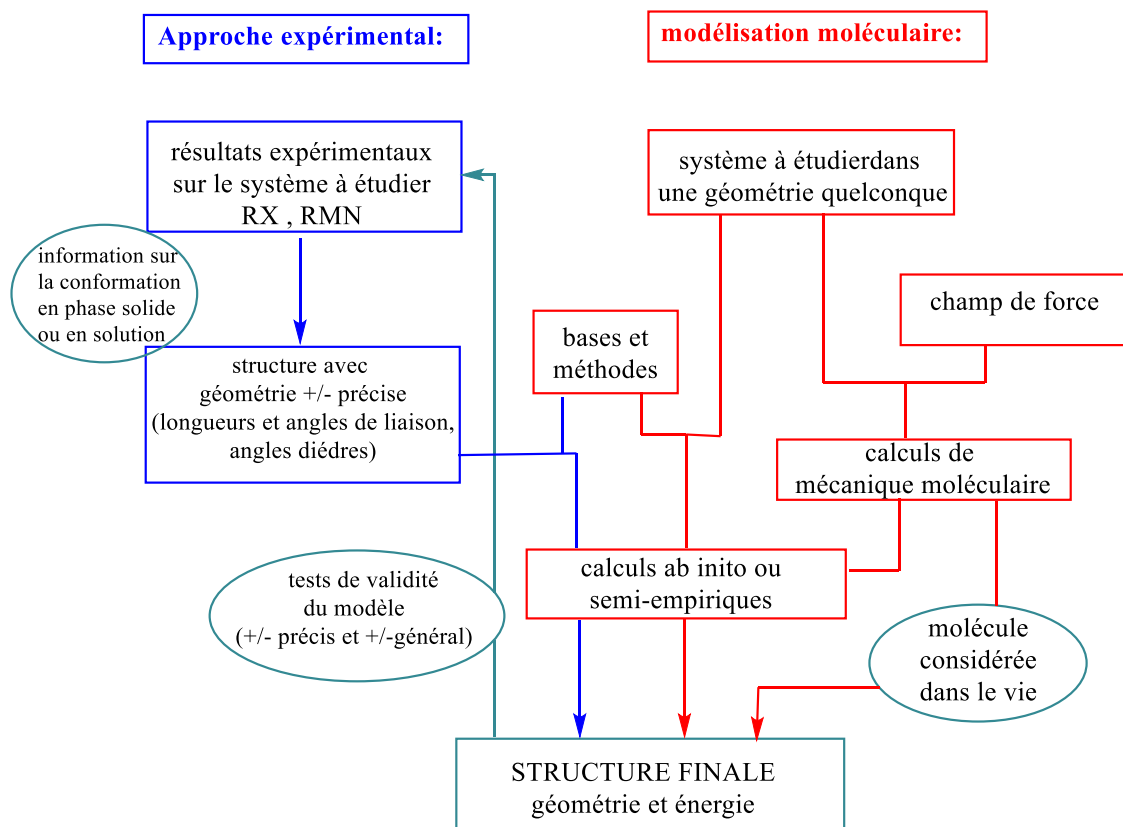 Approche expérimental:
modélisation moléculaire:
résultats expérimentaux
sur le système à étudier
RX , RMN
système à étudierdans
une géométrie quelconque
information sur
la conformation
en phase solide
ou en solution
champ de force
bases et
méthodes
structure avec
géométrie +/- précise
(longueurs et angles de liaison,
angles diédres)
calculs de
mécanique moléculaire
tests de validité
du modèle
(+/- précis et +/-général)
calculs ab inito ou
semi-empiriques
molécule
considérée
dans le vie
STRUCTURE FINALE
géométrie et énergie